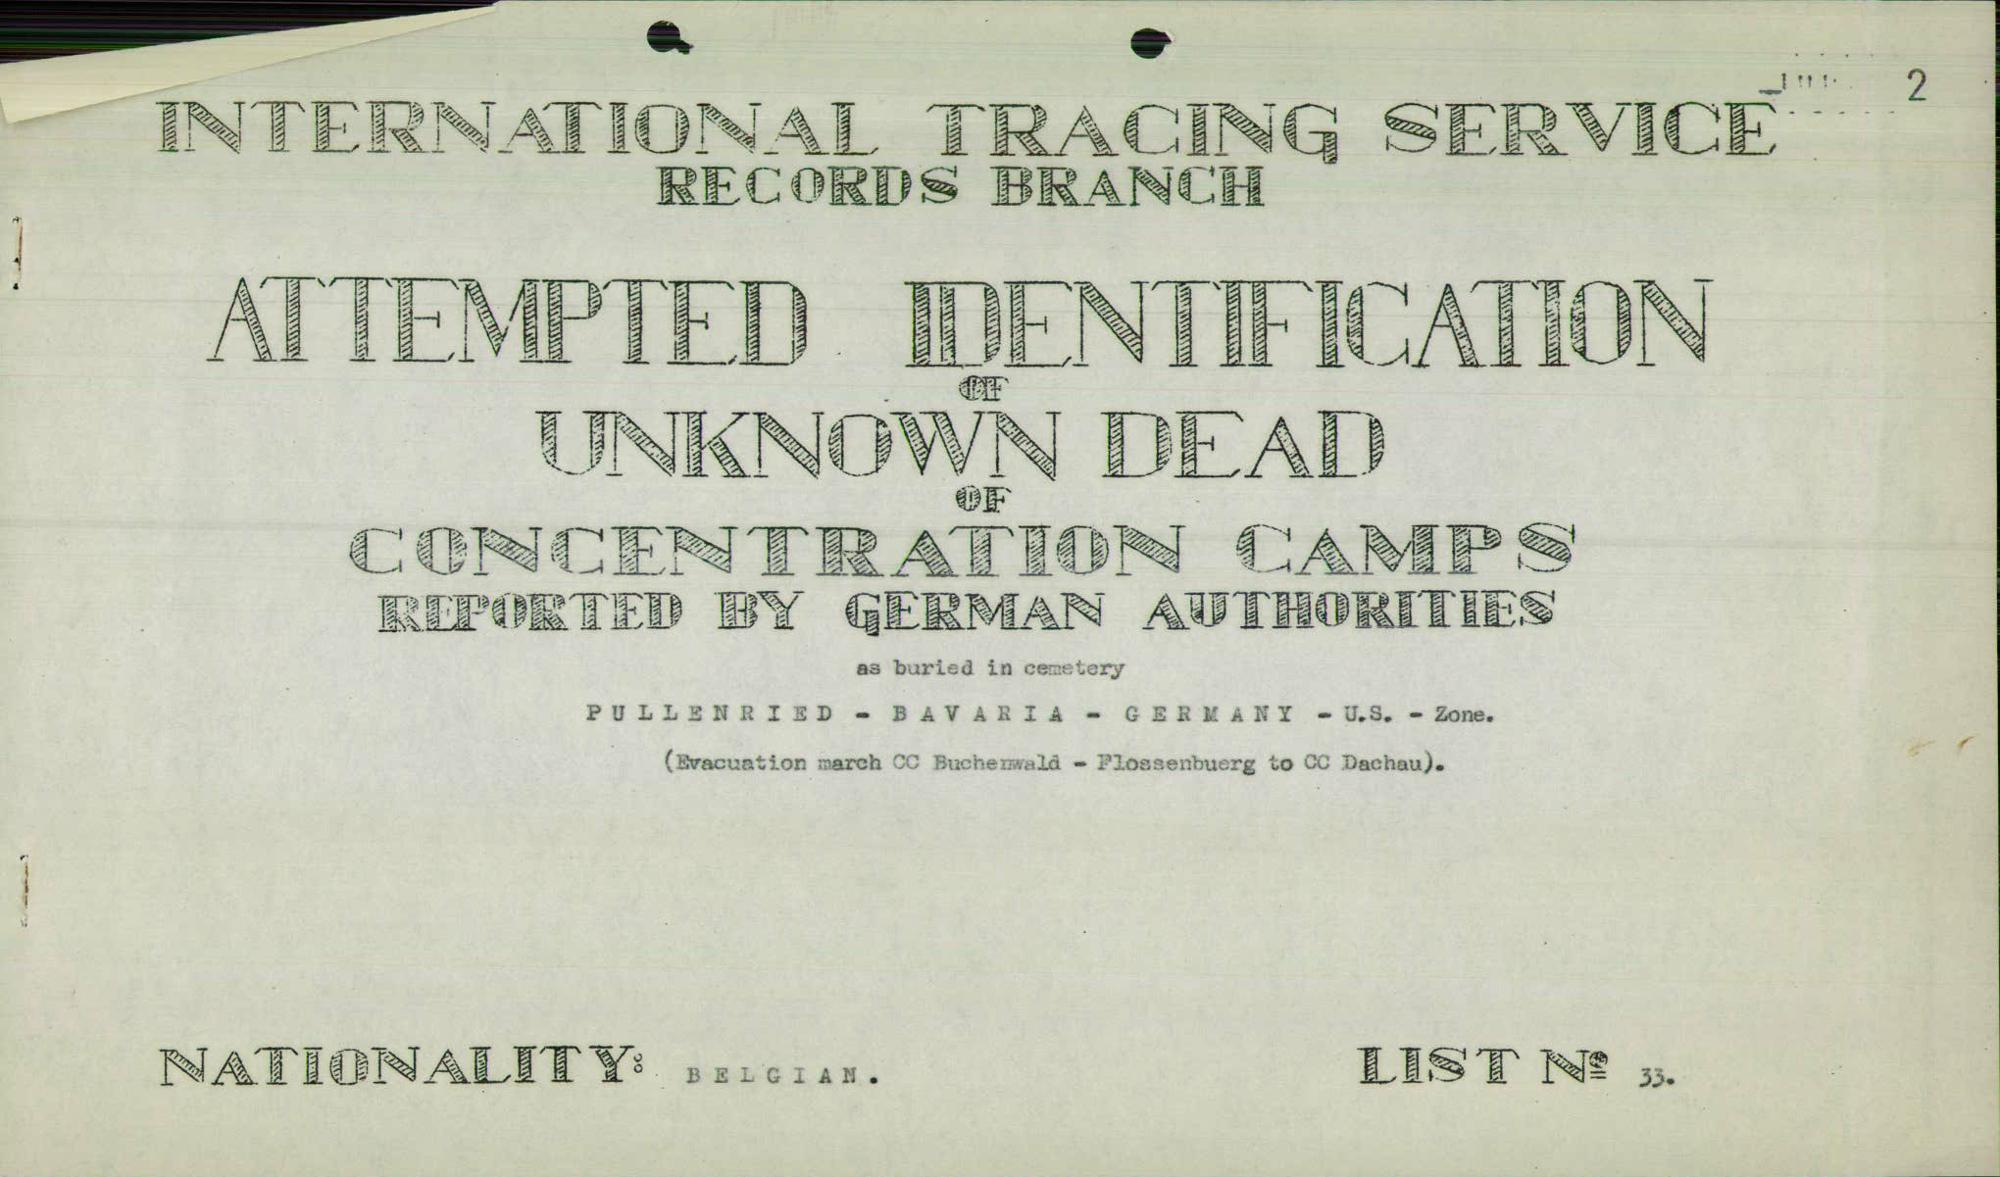 2
INTERNATIONAL TRACING SERVICE
RECORDS BRANCH
ATTEMPTED IDENTIFICATION
OF
UNKNOWN DEAD
OF
CONCENTRATION CAMPS
REPORTED BY GERMAN AUTHORITIES
as buried in cemetery
PULLENRIED - BAVARIA - GERMANY - U.S. - Zone.
(Evacuation march CC Buchenwald - Flossenbuerg to CC Dachau).
NATIONALITY: BELGIAN. LIST No 33.